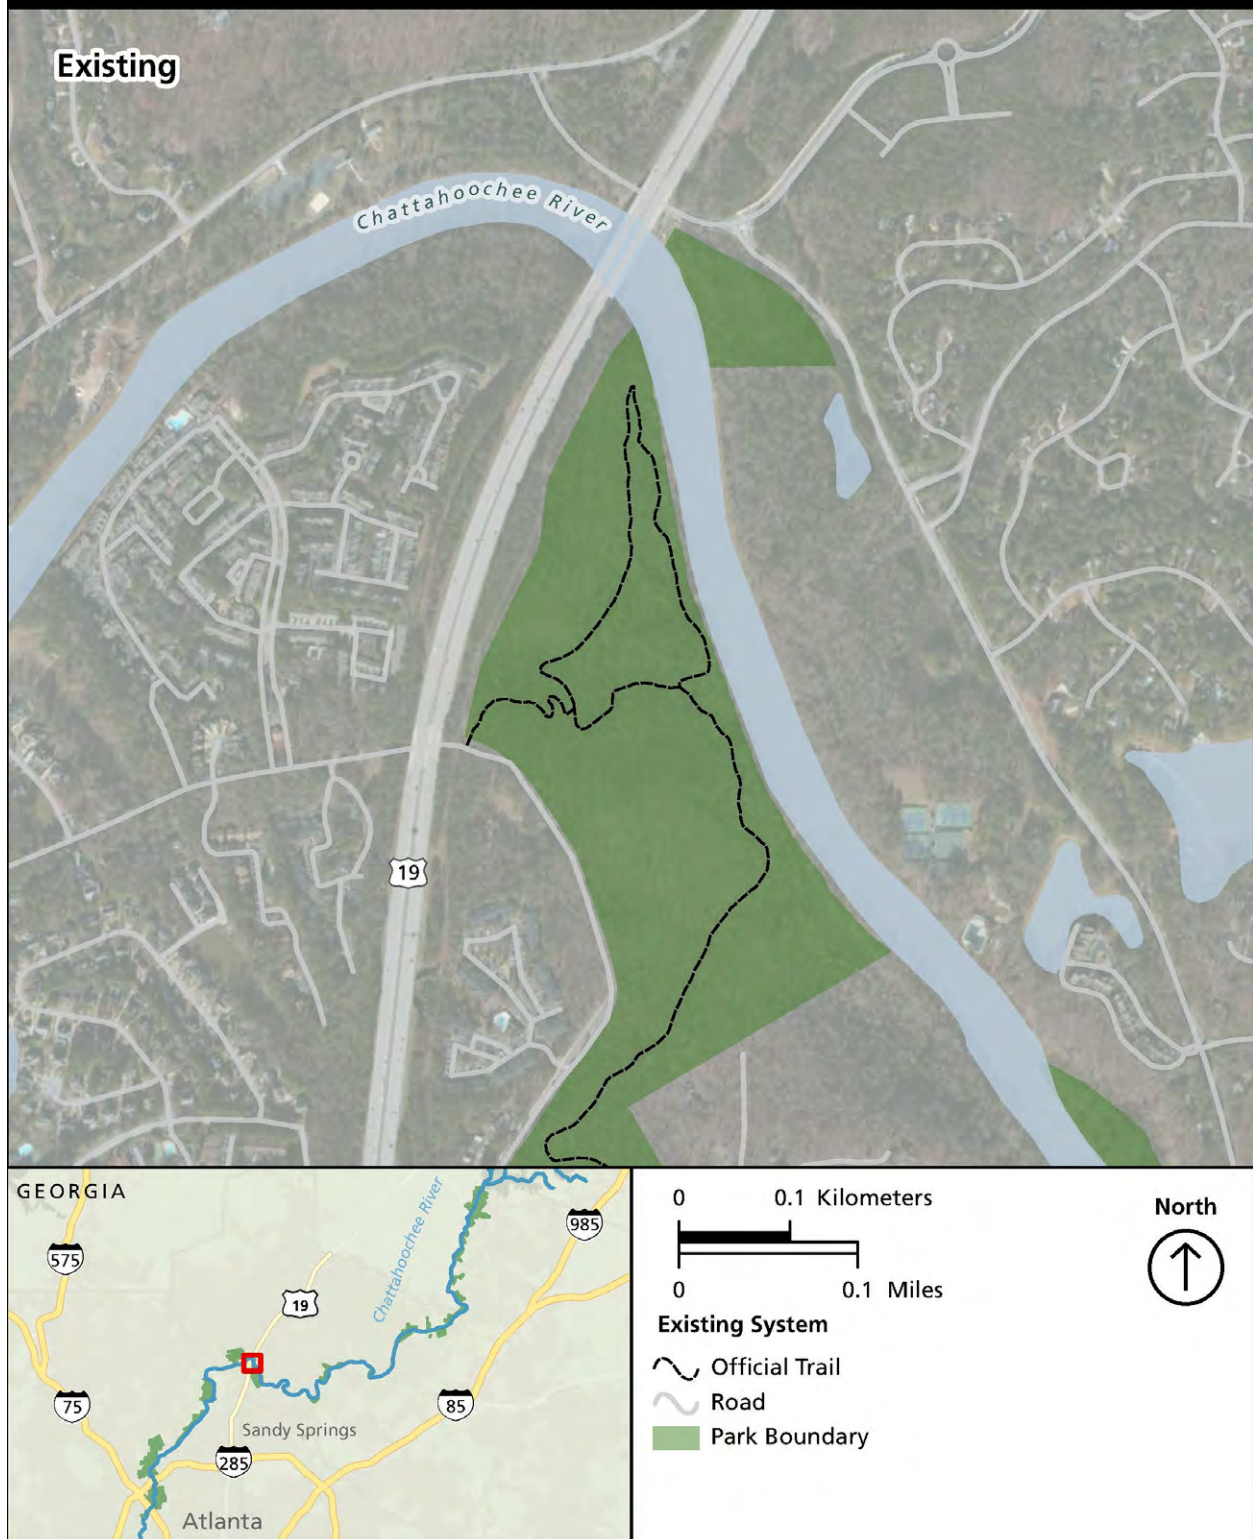 Existing
Chattahoochee River
19
GEORGIA
575
19
Chattahoochee River
985
75
85
Sandy Springs
285
Atlanta
0 0.1 Kilometers
0 0.1 Miles
North
Existing System
Official Trail
Road
Park Boundary